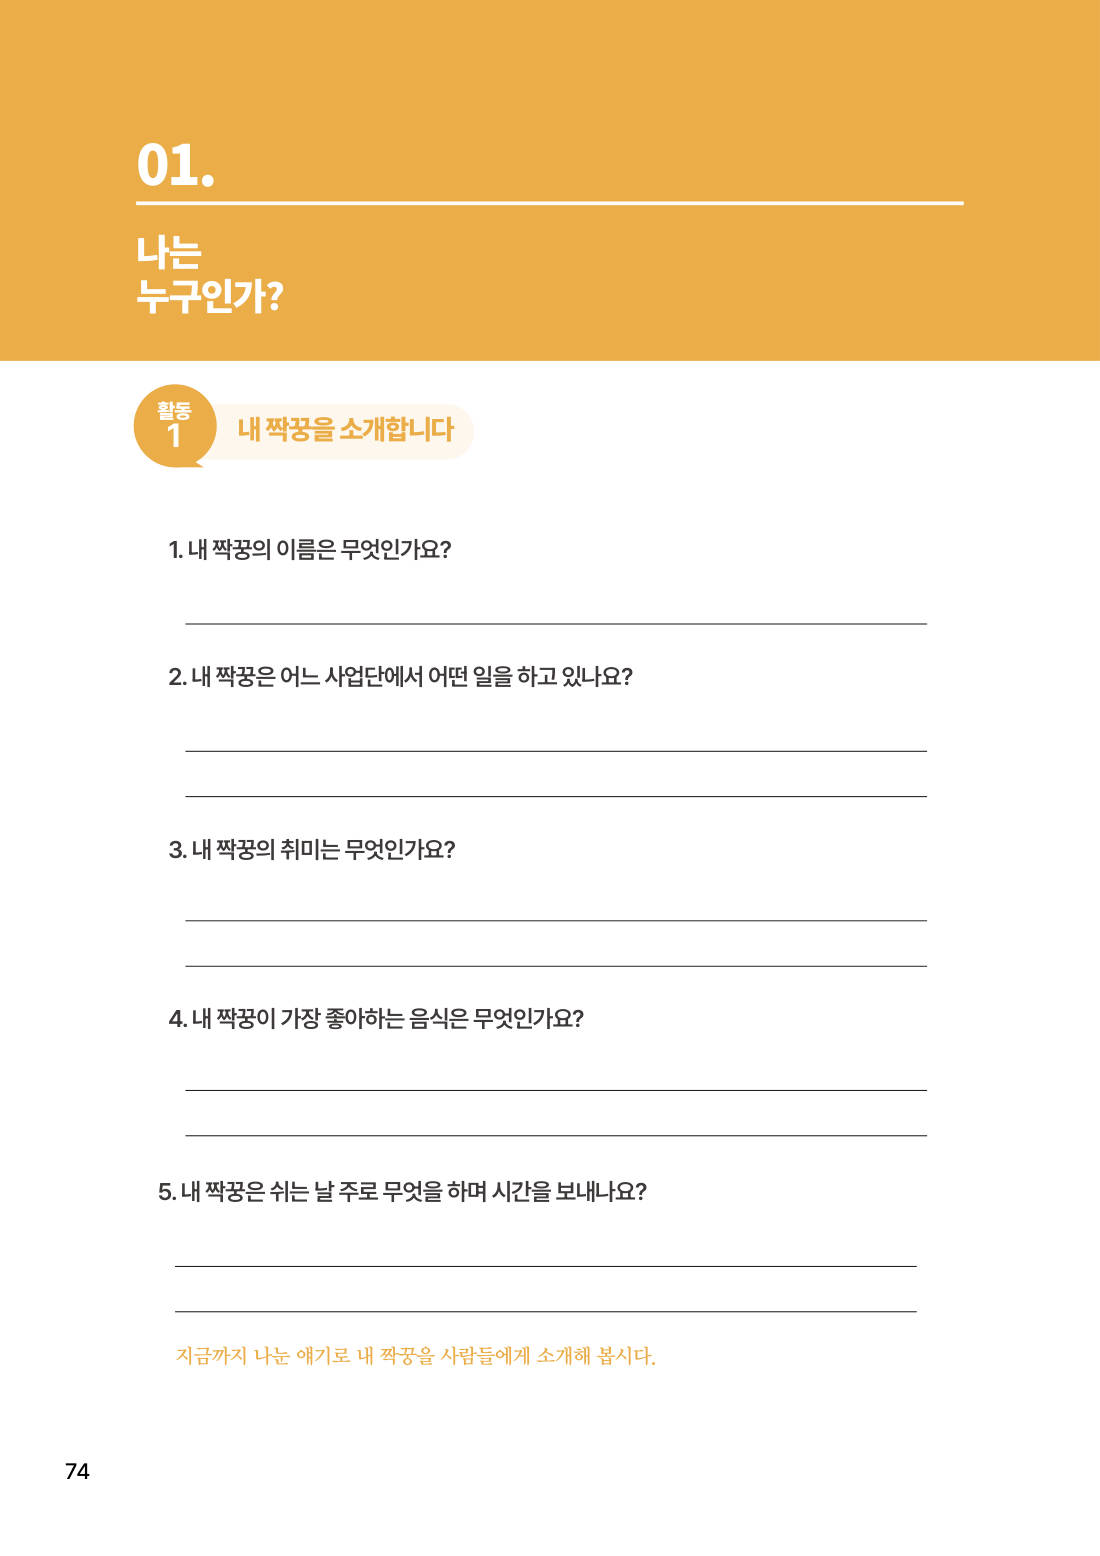 01.
나는
누구인가?
활동
1
내 짝꿍을 소개합니다
1. 내 짝꿍의 이름은 무엇인가요?
2. 내 짝꿍은 어느 사업단에서 어떤 일을 하고 있나요?
3. 내 짝꿍의 취미는 무엇인가요?
4. 내 짝꿍이 가장 좋아하는 음식은 무엇인가요?
5. 내 짝꿍은 쉬는 날 주로 무엇을 하며 시간을 보내나요?
지금까지 나눈 얘기로 내 짝꿍을 사람들에게 소개해 봅시다.
74